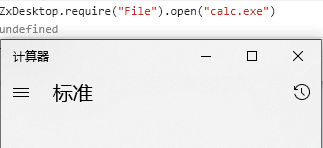 ZxDesktop.require("File").open("calc.exe")
undefined
计算器
标准